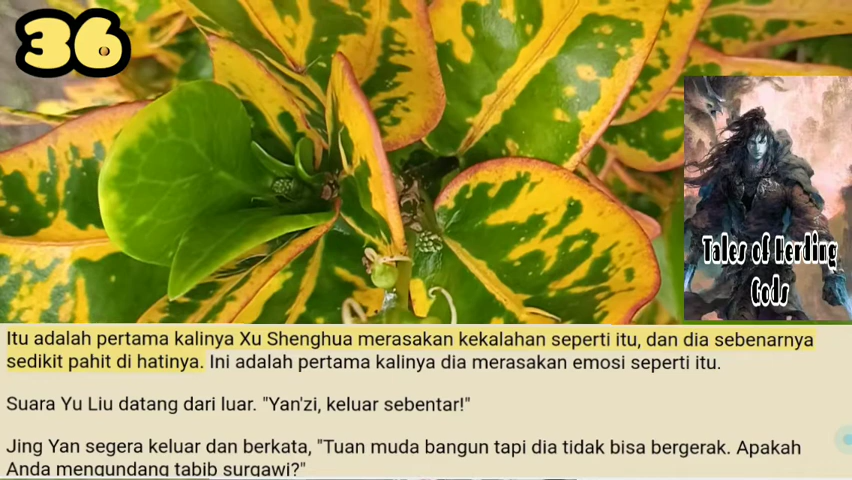 36
Tales of Herding
Gods
Itu adalah pertama kalinya Xu Shenghua merasakan kekalahan seperti itu, dan dia sebenarnya
sedikit pahit di hatinya. Ini adalah pertama kalinya dia merasakan emosi seperti itu.
Suara Yu Liu datang dari luar. "Yan'zi, keluar sebentar!"
Jing Yan segera keluar dan berkata, "Tuan muda bangun tapi dia tidak bisa bergerak. Apakah
Anda mengundang tabib surgawi?"